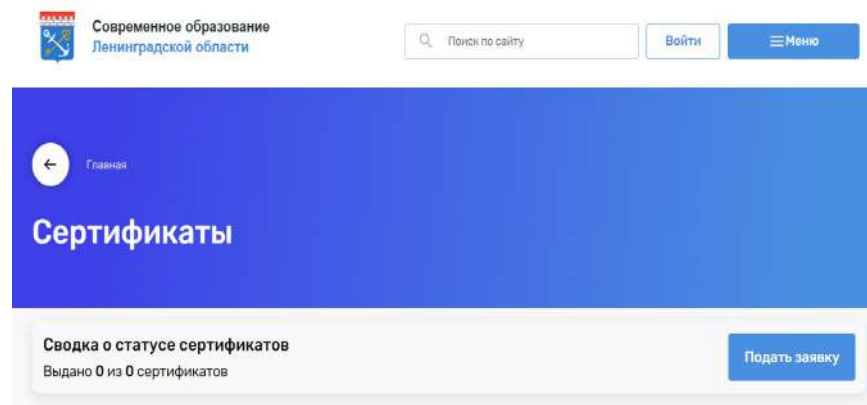 Современное образование
Ленинградской области
Поиск по сайту
Войти
Меню
Главная
Сертификаты
Сводка о статусе сертификатов
Выдано 0 из 0 сертификатов
Подать заявку